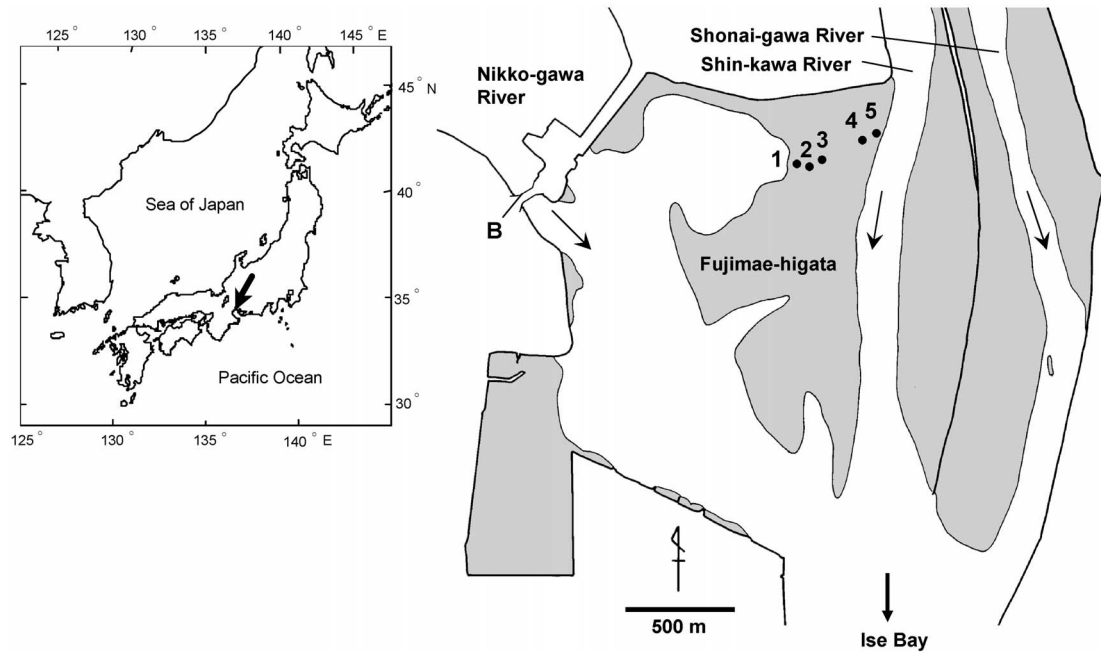 125 ° 130 ° 135 ° 140 ° 145 ° E
45 ° N
40 °
35 °
30 °
125 ° 130 ° 135 ° 140 ° E
Sea of Japan
Pacific Ocean
Shonai-gawa River
Shin-kawa River
Nikko-gawa
River
1 2 3 4 5
B
Fujimae-higata
500 m
Ise Bay